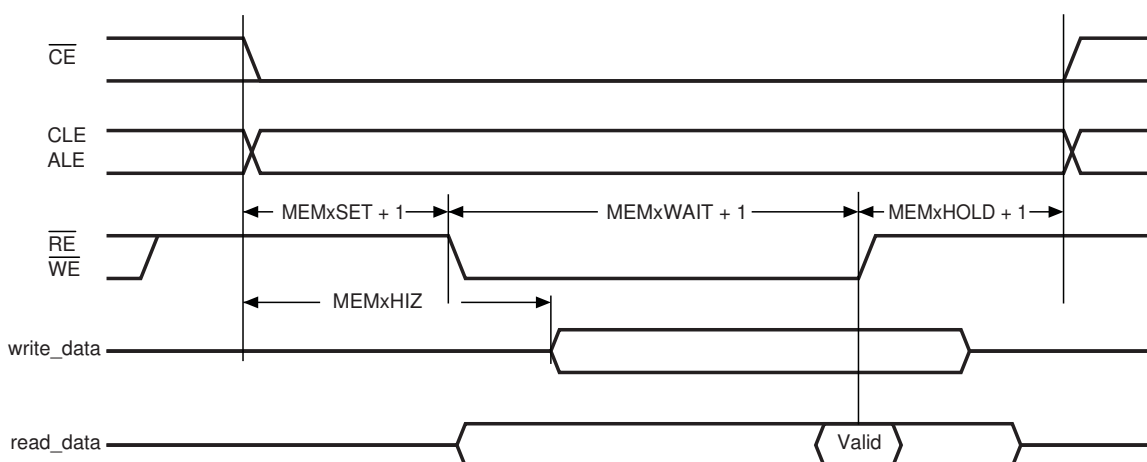 CE
CLE
ALE
MEMxSET + 1 MEMxWAIT + 1 MEMxHOLD + 1
RE
WE
MEMxHIZ
write_data
read_data Valid